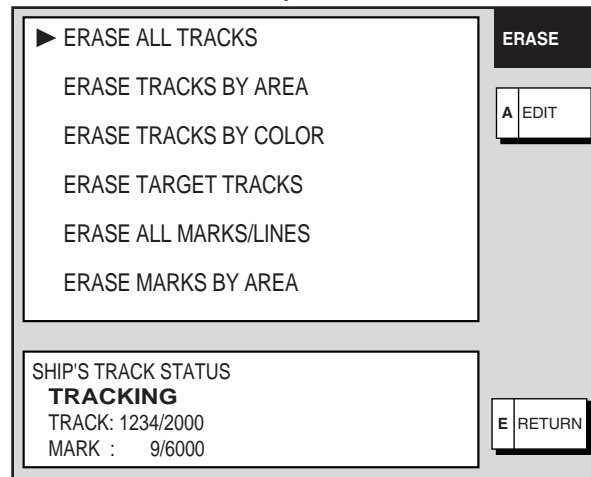 ▶ ERASE ALL TRACKS
ERASE TRACKS BY AREA
ERASE TRACKS BY COLOR
ERASE TARGET TRACKS
ERASE ALL MARKS/LINES
ERASE MARKS BY AREA
SHIP'S TRACK STATUS
TRACKING
TRACK: 1234/2000
MARK : 9/6000
ERASE
A EDIT
E RETURN